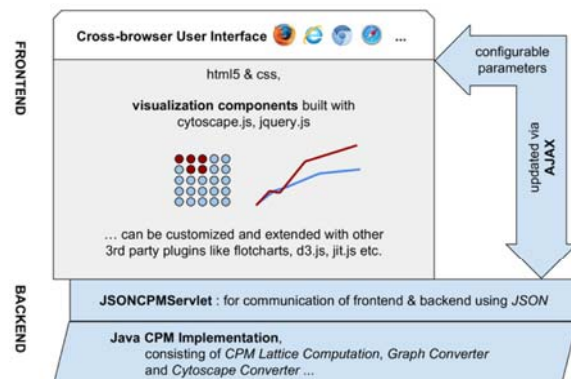 FRONTEND
Cross-browser User Interface ...
configurable
parameters
html5 & css,
visualization components built with
cytoscape.js, jquery.js
updated via
AJAX
... can be customized and extended with other
3rd party plugins like flotcharts, d3.js, jit.js etc.
BACKEND
JSONCPMServlet : for communication of frontend & backend using JSON
Java CPM Implementation,
consisting of CPM Lattice Computation, Graph Converter
and Cytoscape Converter ...